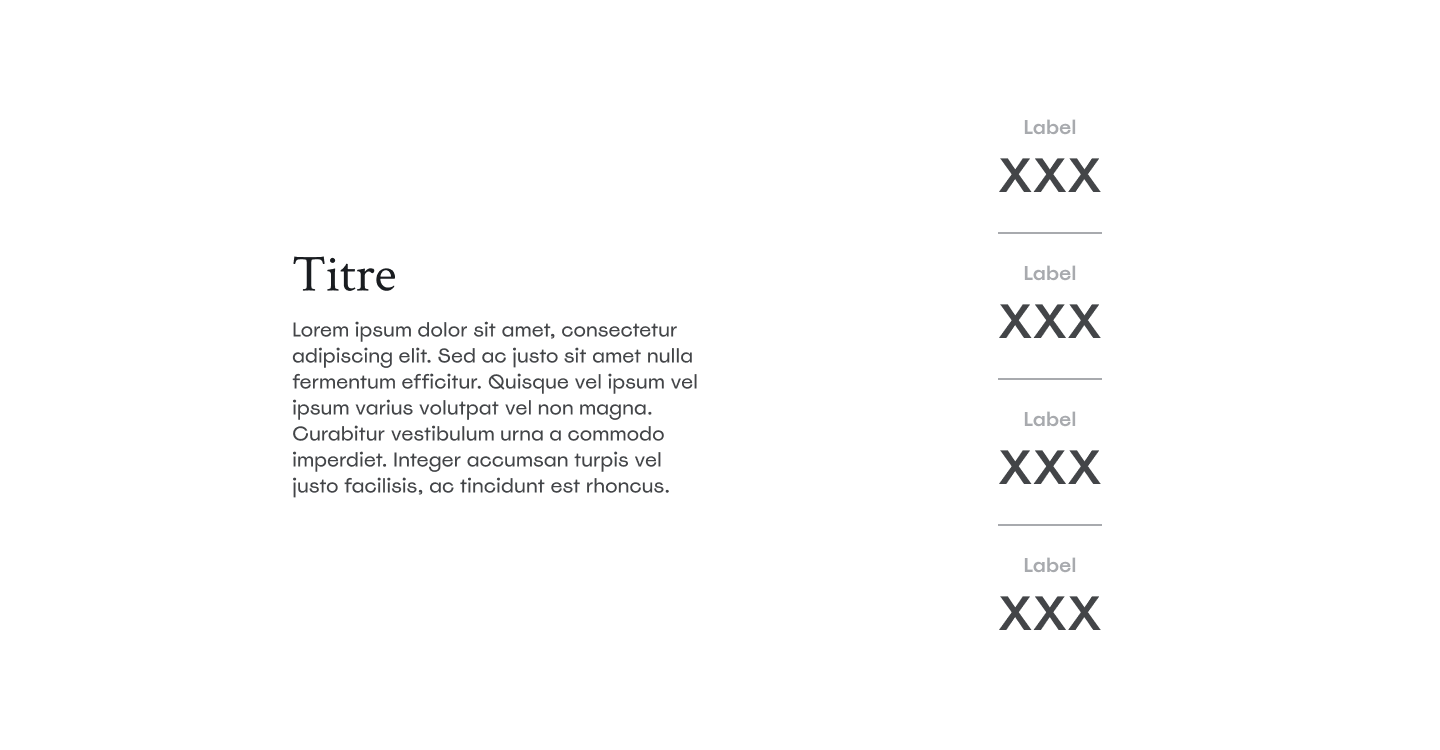 Titre
Lorem ipsum dolor sit amet, consectetur
adipiscing elit. Sed ac justo sit amet nulla
fermentum efficitur. Quisque vel ipsum vel
ipsum varius volutpat vel non magna.
Curabitur vestibulum urna a commodo
imperdiet. Integer accumsan turpis vel
justo facilisis, ac tincidunt est rhoncus.
Label
XXX
Label
XXX
Label
XXX
Label
XXX